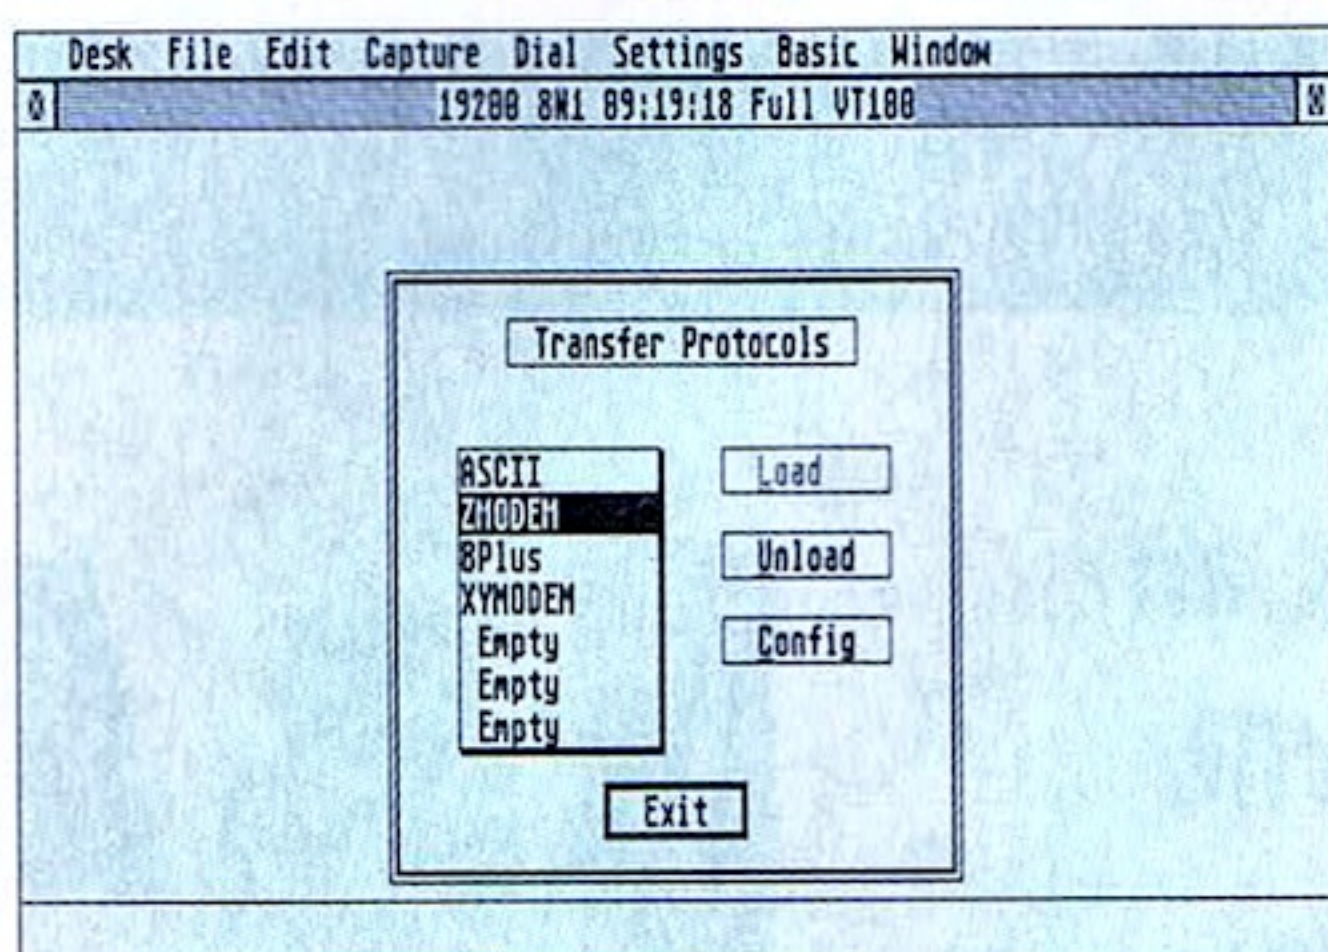 Desk File Edit Capture Dial Settings Basic Window
19200 8N1 09:19:18 Full VT100
Transfer Protocols
ASCII
Load
ZMODEM
8Plus
Unload
XYMODEM
Empty
Config
Empty
Empty
Exit